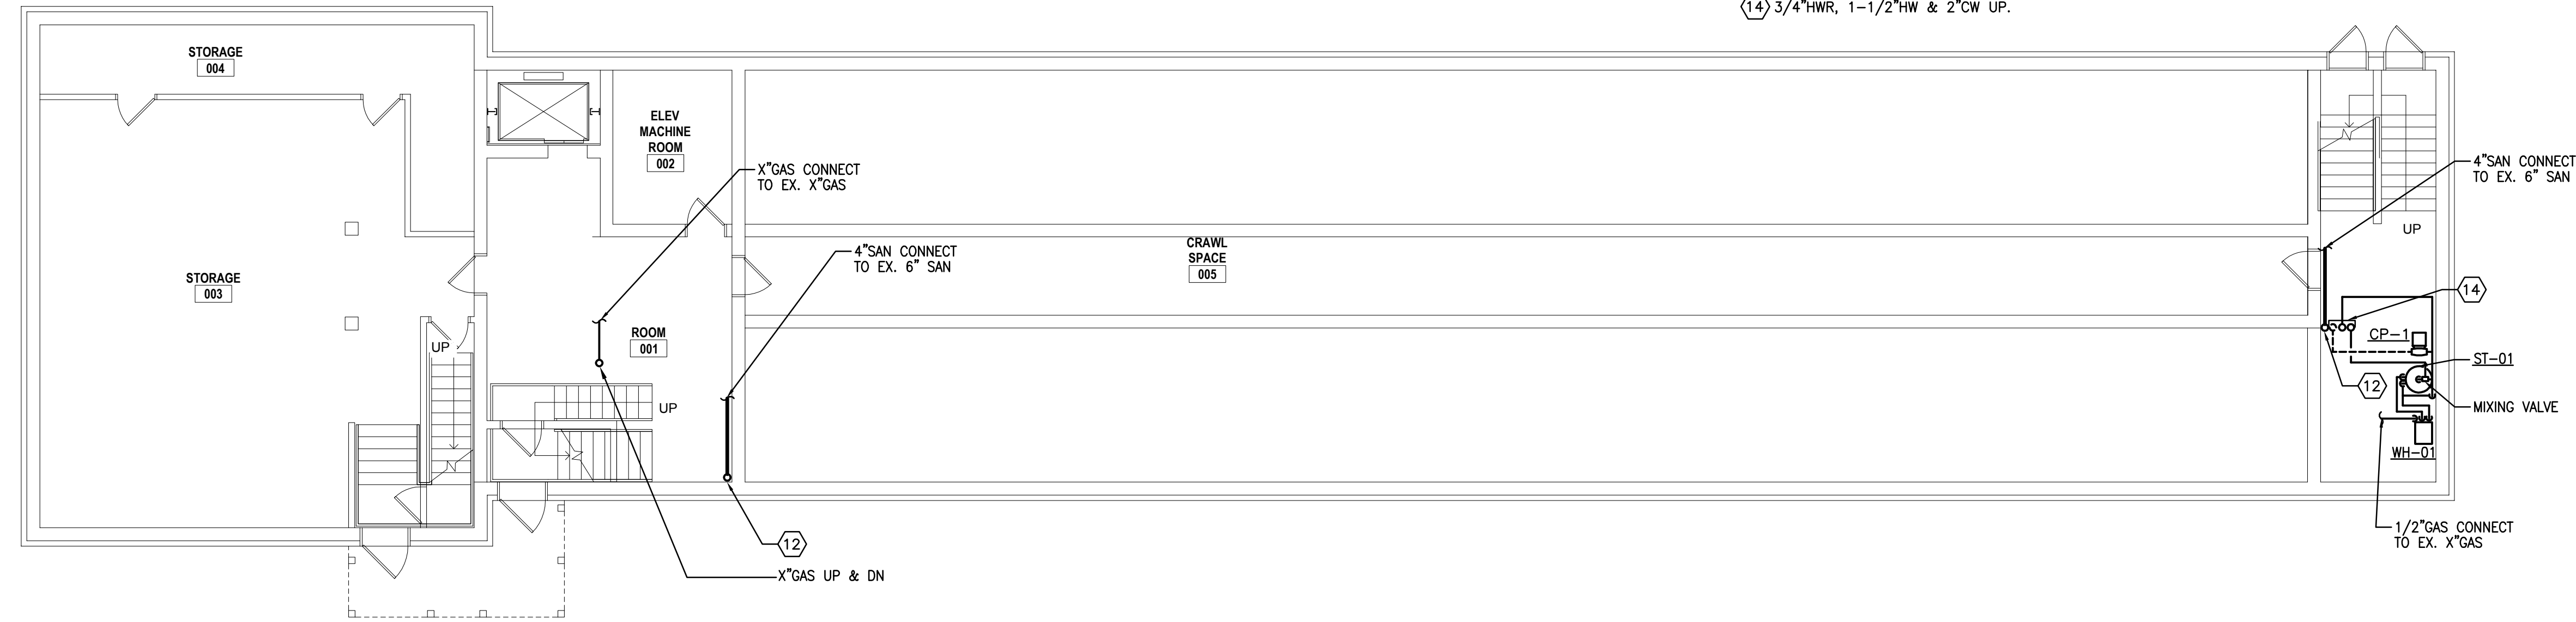 14 3/4"HWR, 1-1/2"HW & 2"CW UP.
STORAGE
004
ELEV
MACHINE
ROOM
002
X"GAS CONNECT
TO EX. X"GAS
4"SAN CONNECT
TO EX. 6" SAN
CRAWL
SPACE
005
4"SAN CONNECT
TO EX. 6" SAN
UP
STORAGE
003
14
ROOM
001
UP
CP-1
ST-01
12
UP
MIXING VALVE
WH-01
1/2"GAS CONNECT
TO EX. X"GAS
12
X"GAS UP & DN